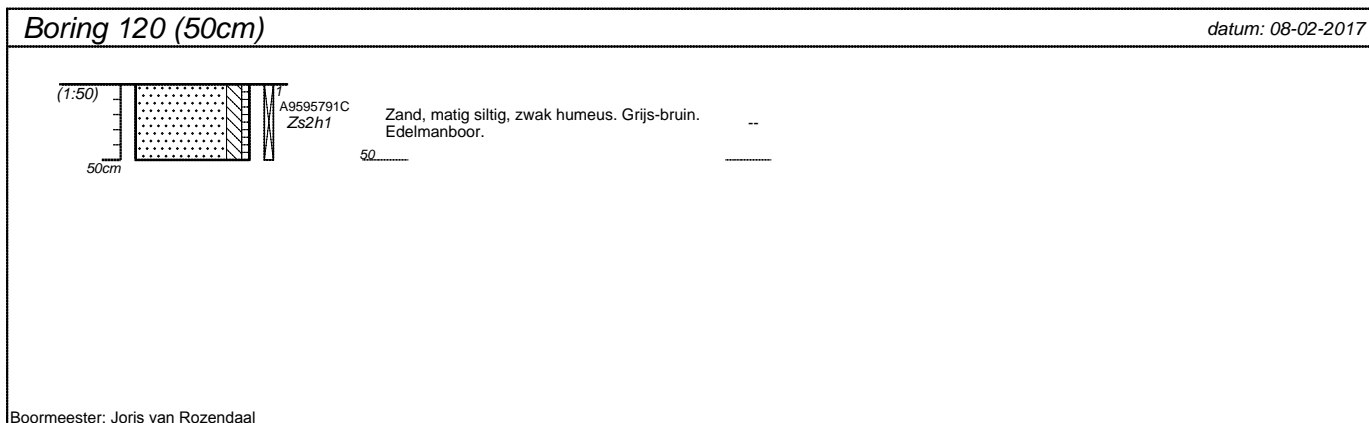 Boring 120 (50cm)
datum: 08-02-2017
(1:50)
1
A9595791C
Zs2h1
Zand, matig siltig, zwak humeus. Grijs-bruin.
Edelmanboor.
--
50
50cm
Boormeester: Joris van Rozendaal